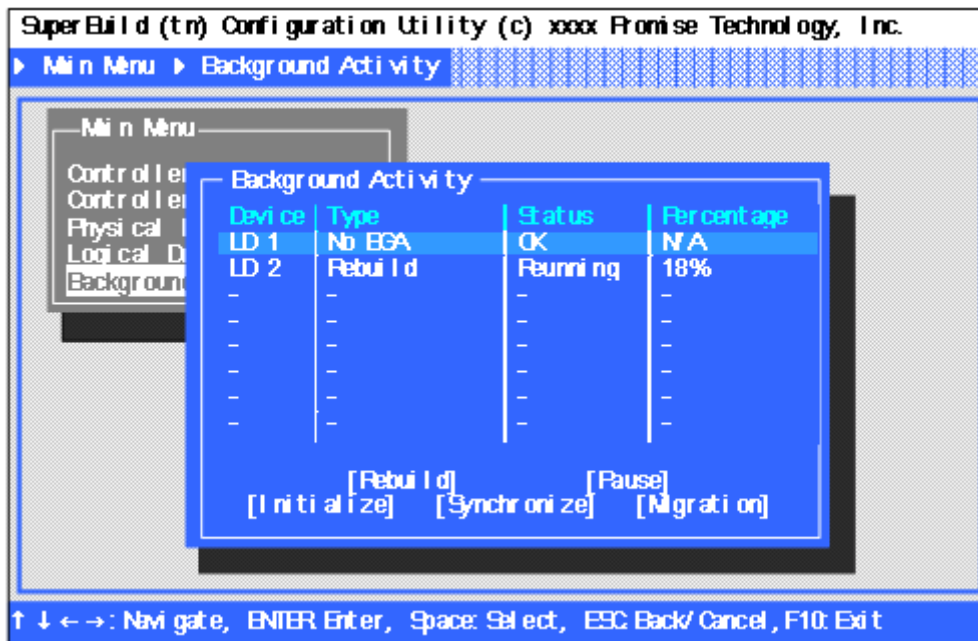 SuperBuild (tm) Configuration Utility (c) xxxx Promise Technology, Inc.
Main Menu Background Activity
Main Menu
Controller
Controller
Physical
Logical
Background
Background Activity
Device Type Status Percentage
LD 1 No BGA OK N/A
LD 2 Rebuild Reunning 18%
- - - -
- - - -
- - - -
- - - -
- - - -
- - - -
[Rebuild] [Pause]
[Initialize] [Synchronize] [Migration]
↑ ↓ ← →: Navigate, ENTER: Enter, Space: Select, ESC: Back/Cancel, F10: Exit